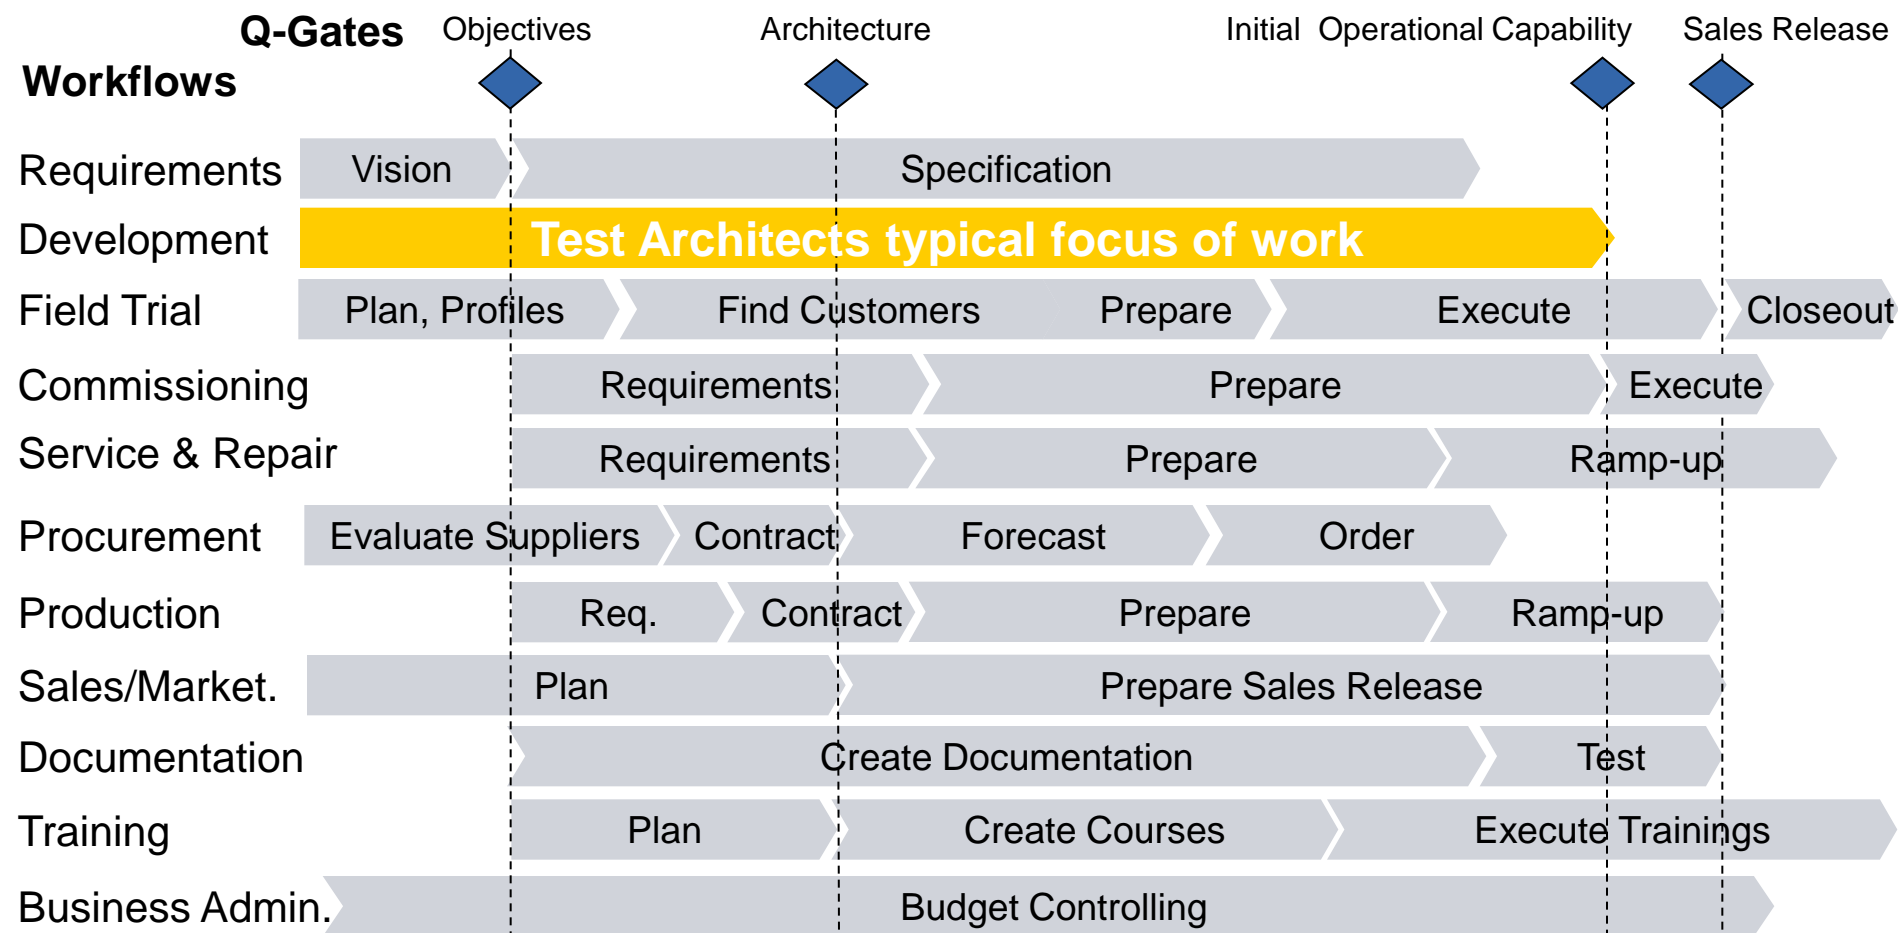 Q-Gates Objectives Architecture Initial Operational Capability Sales Release
Workflows
Requirements Vision Specification
Development Test Architects typical focus of work
Field Trial Plan, Profiles Find Customers Prepare Execute Closeout
Commissioning Requirements Prepare Execute
Service & Repair Requirements Prepare Ramp-up
Procurement Evaluate Suppliers Contract Forecast Order
Production Req. Contract Prepare Ramp-up
Sales/Market. Plan Prepare Sales Release
Documentation Create Documentation Test
Training Plan Create Courses Execute Trainings
Business Admin. Budget Controlling